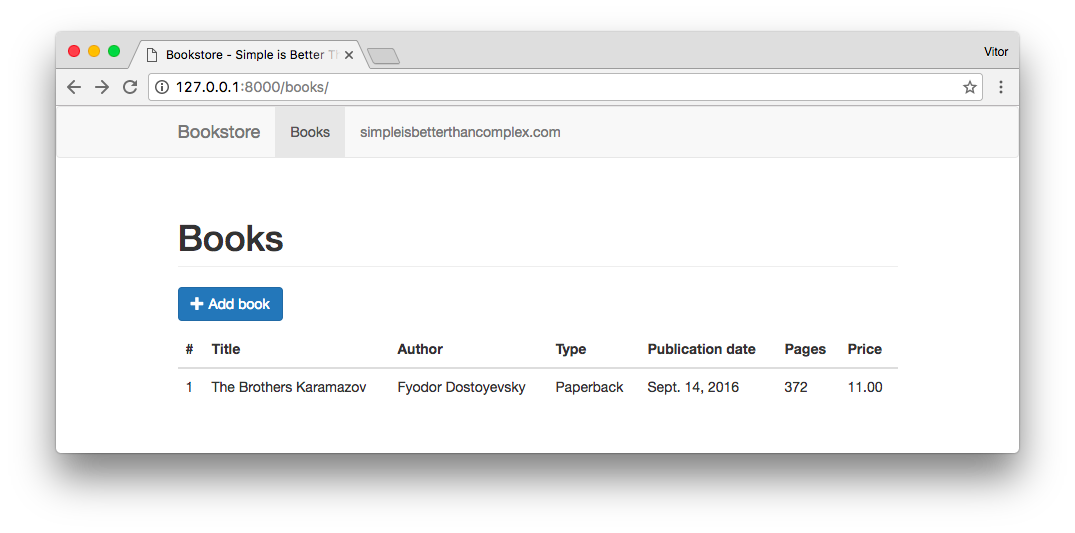 Bookstore - Simple is Better Th
Vitor
127.0.0.1:8000/books/
Bookstore Books simpleisbetterthancomplex.com
Books
Add book
# Title Author Type Publication date Pages Price
1 The Brothers Karamazov Fyodor Dostoyevsky Paperback Sept. 14, 2016 372 11.00